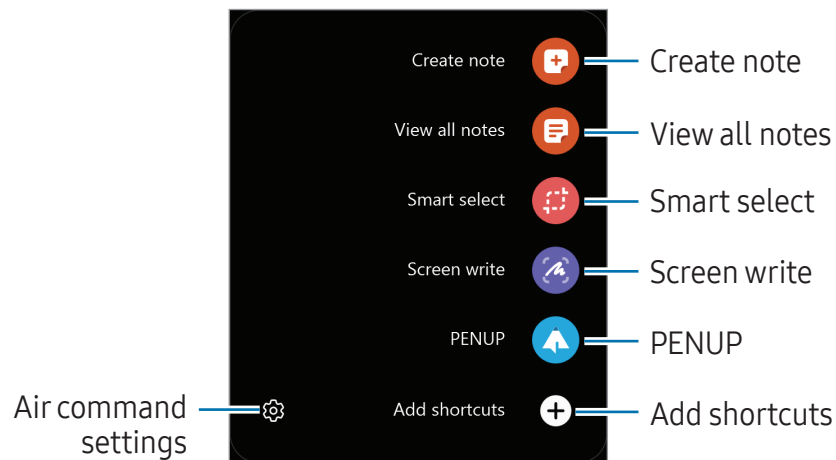 Create note Create note
View all notes View all notes
Smart select Smart select
Screen write Screen write
PENUP PENUP
Air command
settings
Add shortcuts Add shortcuts